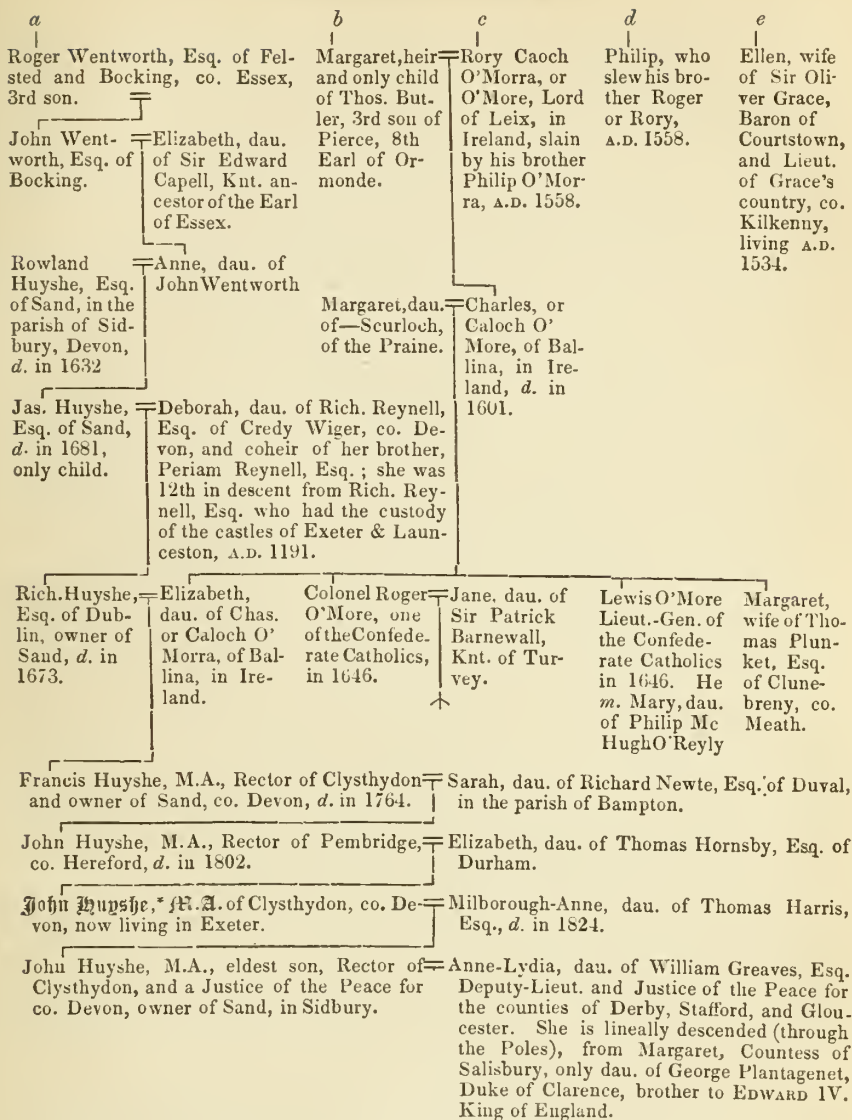 a b c d e
Roger Wentworth, Esq. of Fel-
sted and Bocking, co. Essex,
3rd son.
Margaret, heir
and only child
of Thos. But-
ler, 3rd son of
Pierce, 8th
Earl of Or-
monde.
Rory Caoch
O'Morra, or
O'More, Lord
of Leix, in
Ireland, slain
by his brother
Philip O'Mor-
ra, A.D. 1558.
Philip, who
slew his bro-
ther Roger
or Rory,
A.D. 1558.
Ellen, wife
of Sir Oli-
ver Grace,
Baron of
Courtstown,
and Lieut.
of Grace's
country, co.
Kilkenny,
living A.D.
1534.
John Went-
worth, Esq. of
Bocking.
Elizabeth, dau.
of Sir Edward
Capell, Knt. an-
cestor of the Earl
of Essex.
Rowland
Huyshe, Esq.
of Sand, in the
parish of Sid-
bury, Devon,
d. in 1632
Anne, dau. of
John Wentworth
Margaret, dau.
of—Scurloch,
of the Praine.
Charles, or
Caloch O'
More, of Bal-
lina, in Ire-
land, d. in
1601.
Jas. Huyshe,
Esq. of Sand,
d. in 1681,
only child.
Deborah, dau. of Rich. Reynell,
Esq. of Credy Wiger, co. De-
von, and coheir of her brother,
Periam Reynell, Esq. ; she was
12th in descent from Rich. Rey-
nell, Esq. who had the custody
of the castles of Exeter & Laun-
ceston, A.D. 1191.
Rich. Huyshe,
Esq. of Dub-
lin, owner of
Sand, d. in
1673.
Elizabeth,
dau. of Chas.
or Caloch O'
Morra, of Bal-
lina, in Ire-
land.
Colonel Roger
O'More, one
of the Confede-
rate Catholics,
in 1646.
Jane, dau. of
Sir Patrick
Barnewall,
Knt. of Tur-
vey.
Lewis O'More
Lieut.-Gen. of
the Confede-
rate Catholics
in 1646. He
m. Mary, dau.
of Philip Mc
Hugh O'Reyly
Margaret,
wife of Tho-
mas Plun-
ket, Esq.
of Clune-
breny, co.
Meath.
Francis Huyshe, M.A., Rector of Clysthydon
and owner of Sand, co. Devon, d. in 1764.
Sarah, dau. of Richard Newte, Esq. of Duval,
in the parish of Bampton.
John Huyshe, M.A., Rector of Pembridge,
co. Hereford, d. in 1802.
Elizabeth, dau. of Thomas Hornsby, Esq. of
Durham.
John Huyshe,* M.A. of Clysthydon, co. De-
von, now living in Exeter.
Milborough-Anne, dau. of Thomas Harris,
Esq., d. in 1824.
John Huyshe, M.A., eldest son, Rector of
Clysthydon, and a Justice of the Peace for
co. Devon, owner of Sand, in Sidbury.
Anne-Lydia, dau. of William Greaves, Esq.
Deputy-Lieut. and Justice of the Peace for
the counties of Derby, Stafford, and Glou-
cester. She is lineally descended (through
the Poles), from Margaret, Countess of
Salisbury, only dau. of George Plantagenet,
Duke of Clarence, brother to EDWARD IV.
King of England.